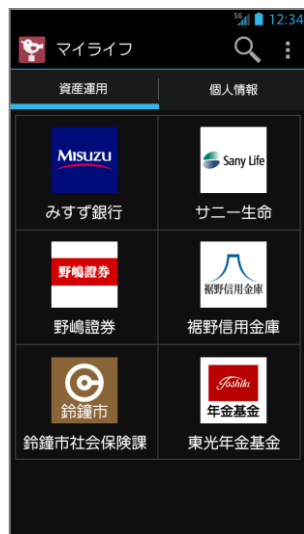 5G 12:34
マイライフ
資産運用 個人情報
MISUZU
Sany Life
みすず銀行
サニー生命
野嶋證券
裾野信用金庫
野嶋證券
裾野信用金庫
鈴鐘市
Toshiko
年金基金
鈴鐘市社会保険課
東光年金基金